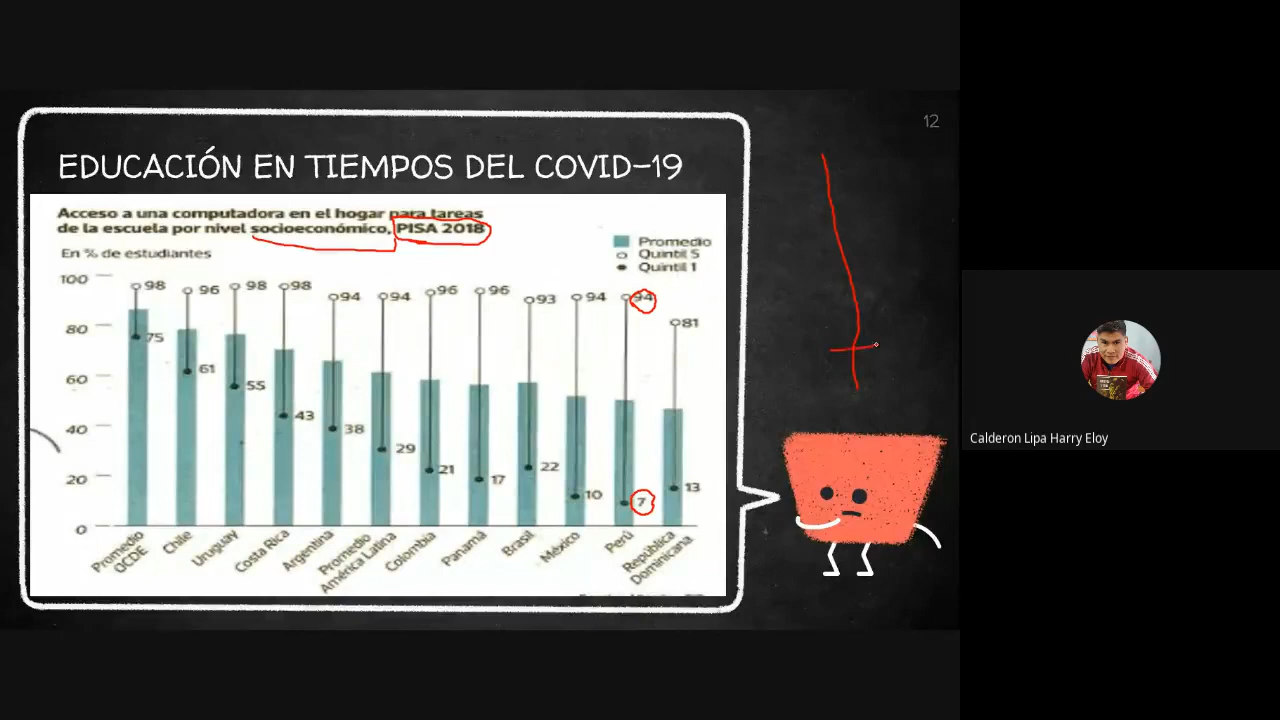 12
EDUCACIÓN EN TIEMPOS DEL COVID-19
Acceso a una computadora en el hogar para tareas
de la escuela por nivel socioeconómico, PISA 2018
En % de estudiantes
Promedio
Quintil 5
Quintil 1
100
80
60
40
20
0
98 96 98 98 94 94 96 96 93 94 94 81
75 61 55 43 38 29 21 17 22 10 7 13
Promedio OCDE
Chile
Uruguay
Costa Rica
Argentina
Promedio América Latina
Colombia
Panamá
Brasil
México
Perú
República Dominicana
Calderon Lipa Harry Eloy